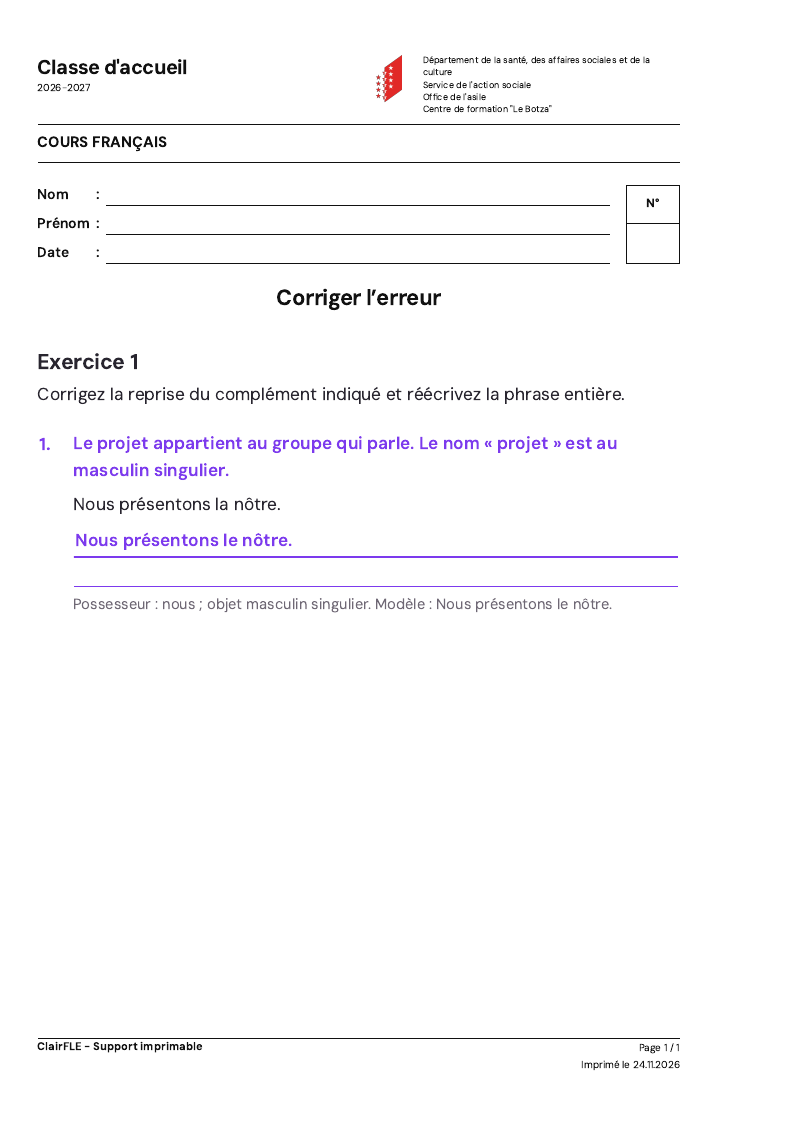 Classe d'accueil
2026-2027
Département de la santé, des affaires sociales et de la
culture
Service de l'action sociale
Office de l'asile
Centre de formation "Le Botza"
COURS FRANÇAIS
Nom :
Prénom :
Date :
N°
Corriger l’erreur
Exercice 1
Corrigez la reprise du complément indiqué et réécrivez la phrase entière.
1. Le projet appartient au groupe qui parle. Le nom « projet » est au
masculin singulier.
Nous présentons la nôtre.
Nous présentons le nôtre.
Possesseur : nous ; objet masculin singulier. Modèle : Nous présentons le nôtre.
ClairFLE - Support imprimable
Page 1 / 1
Imprimé le 24.11.2026